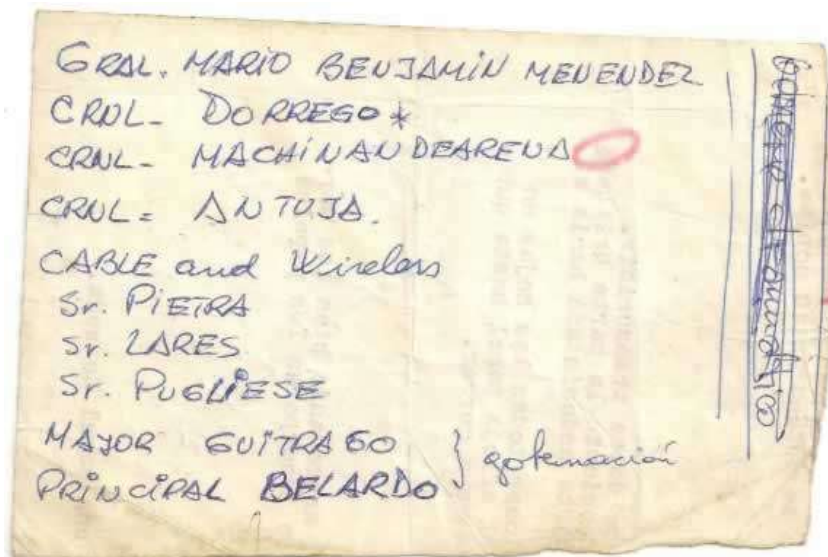 GRAL. MARIO BENJAMIN MENENDEZ
CRNL- DORREGO *
CRNL- MACHINANDEARENA
CRNL= ANTUJA.
CABLE and Wireless
Sr. PIETRA
Sr. LARES
Sr. PUGLIESE
MAYOR GUITRAGO
PRINCIPAL BELARDO } gobernación